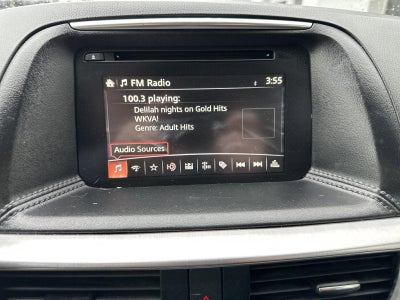 FM Radio
3:55
100.3 playing:
Delilah nights on Gold Hits
WKVA!
Genre: Adult Hits
Audio Sources